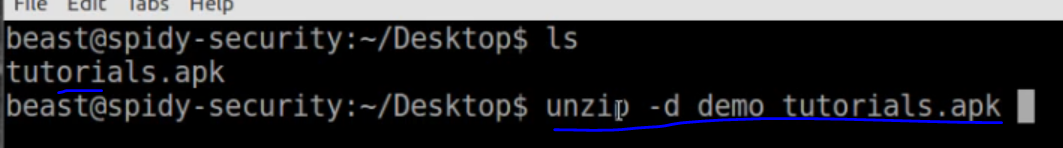 File Edit Tabs Help
beast@spidy-security:~/Desktop$ ls
tutorials.apk
beast@spidy-security:~/Desktop$ unzip -d demo tutorials.apk